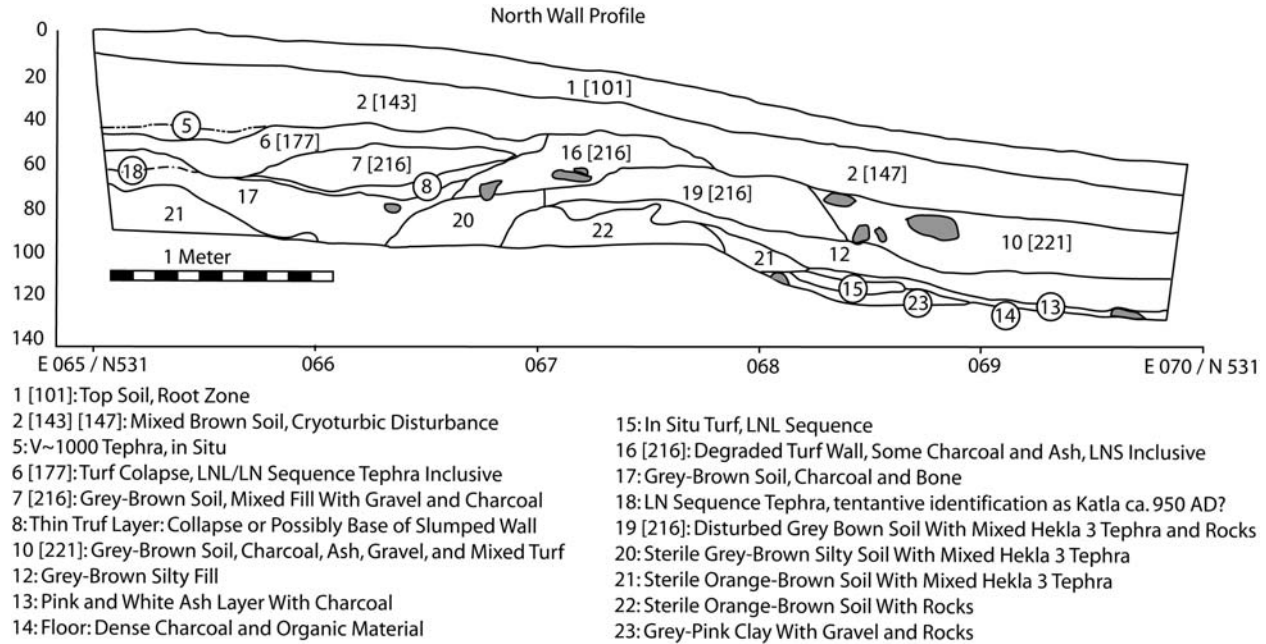 North Wall Profile
0
20
40
60
80
100
120
140
1 [101]
2 [143]
5
6 [177]
16 [216]
7 [216]
18
8
2 [147]
19 [216]
17
21
20
22
10 [221]
12
21
1 Meter
15
23
14
13
E 065 / N531
066
067
068
069
E 070 / N 531
1 [101]: Top Soil, Root Zone
2 [143] [147]: Mixed Brown Soil, Cryoturbic Disturbance
5: V~1000 Tephra, in Situ
6 [177]: Turf Colapse, LNL/LN Sequence Tephra Inclusive
7 [216]: Grey-Brown Soil, Mixed Fill With Gravel and Charcoal
8: Thin Truf Layer: Collapse or Possibly Base of Slumped Wall
10 [221]: Grey-Brown Soil, Charcoal, Ash, Gravel, and Mixed Turf
12: Grey-Brown Silty Fill
13: Pink and White Ash Layer With Charcoal
14: Floor: Dense Charcoal and Organic Material
15: In Situ Turf, LNL Sequence
16 [216]: Degraded Turf Wall, Some Charcoal and Ash, LNS Inclusive
17: Grey-Brown Soil, Charcoal and Bone
18: LN Sequence Tephra, tentantive identification as Katla ca. 950 AD?
19 [216]: Disturbed Grey Bown Soil With Mixed Hekla 3 Tephra and Rocks
20: Sterile Grey-Brown Silty Soil With Mixed Hekla 3 Tephra
21: Sterile Orange-Brown Soil With Mixed Hekla 3 Tephra
22: Sterile Orange-Brown Soil With Rocks
23: Grey-Pink Clay With Gravel and Rocks